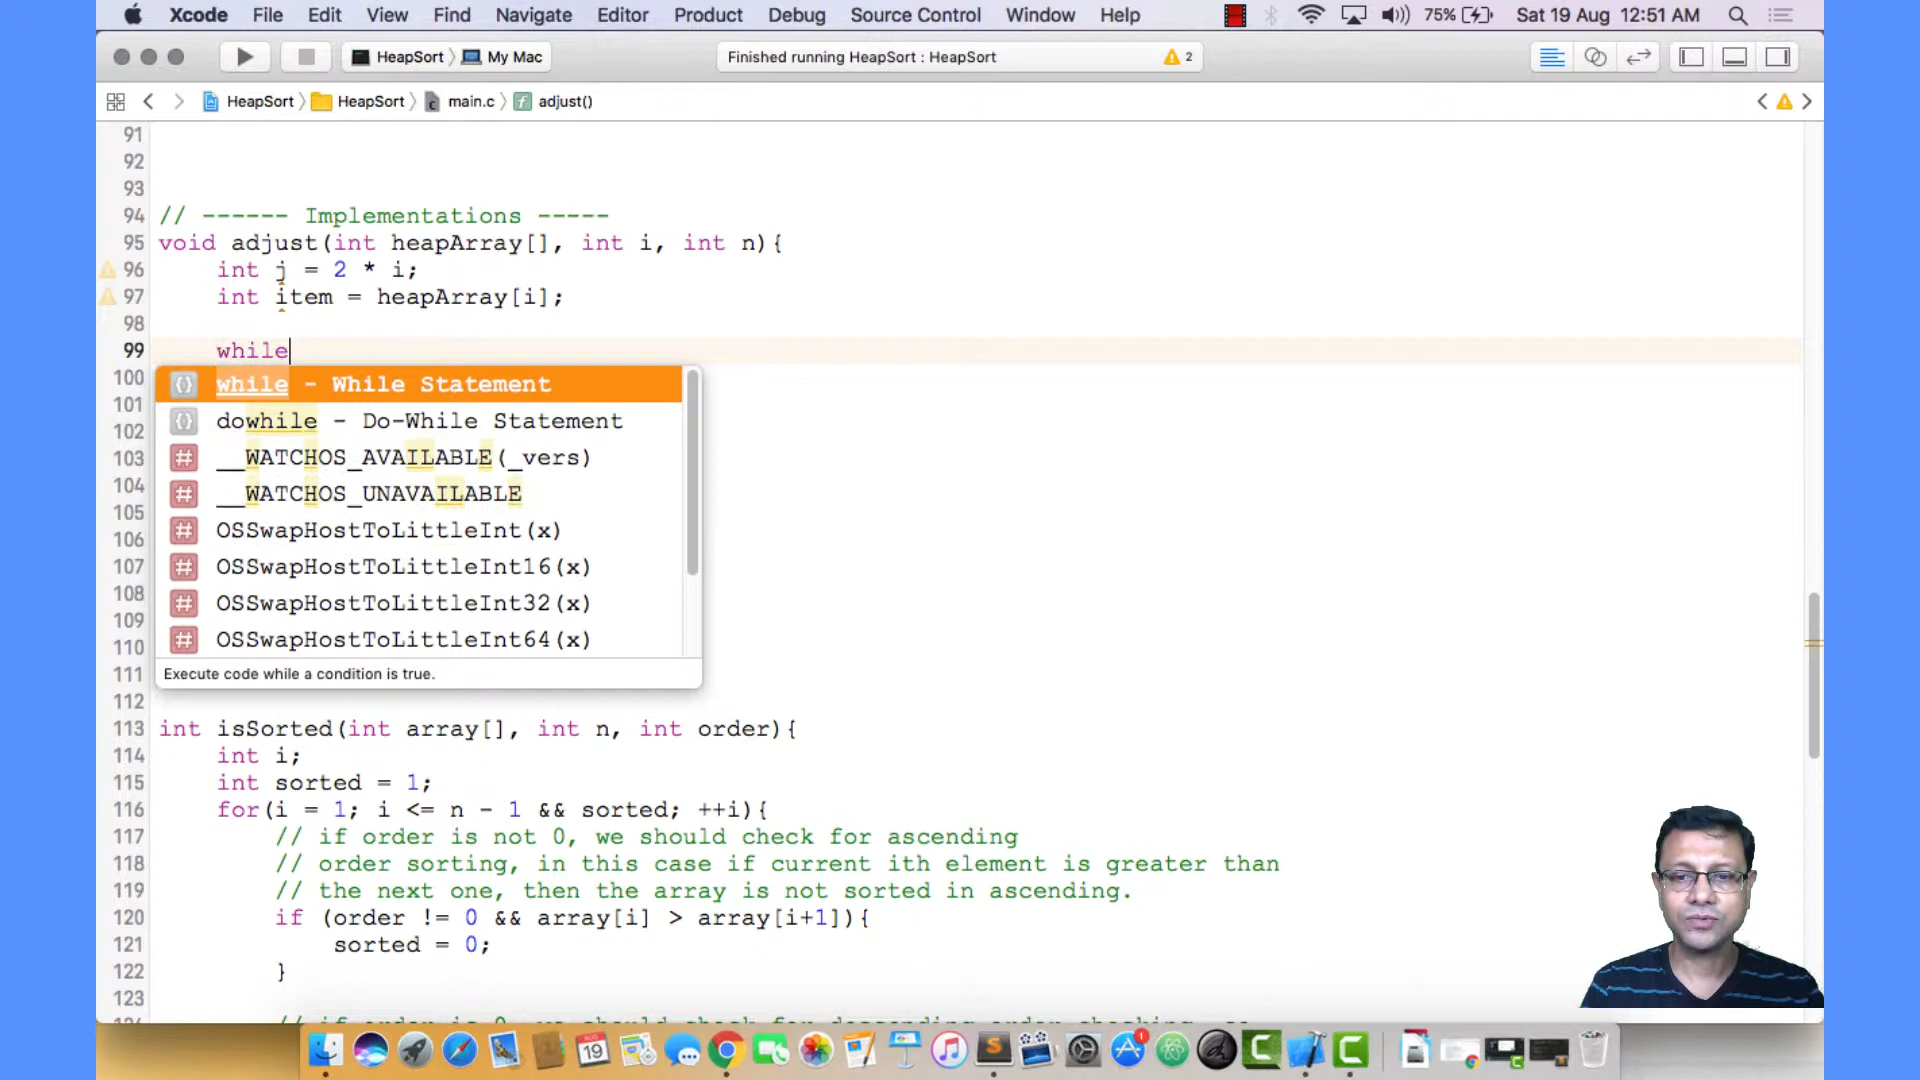 Xcode File Edit View Find Navigate Editor Product Debug Source Control Window Help 75% Sat 19 Aug 12:51 AM
HeapSort My Mac Finished running HeapSort : HeapSort 2
HeapSort HeapSort main.c adjust()
91
92
93
94 // ------ Implementations -----
95 void adjust(int heapArray[], int i, int n){
96 int j = 2 * i;
97 int item = heapArray[i];
98
99 while
100 while - While Statement
101 dowhile - Do-While Statement
102
103 __WATCHOS_AVAILABLE(_vers)
104 __WATCHOS_UNAVAILABLE
105
106 OSSwapHostToLittleInt(x)
107 OSSwapHostToLittleInt16(x)
108 OSSwapHostToLittleInt32(x)
109
110 OSSwapHostToLittleInt64(x)
111 Execute code while a condition is true.
112
113 int isSorted(int array[], int n, int order){
114 int i;
115 int sorted = 1;
116 for(i = 1; i <= n - 1 && sorted; ++i){
117 // if order is not 0, we should check for ascending
118 // order sorting, in this case if current ith element is greater than
119 // the next one, then the array is not sorted in ascending.
120 if (order != 0 && array[i] > array[i+1]){
121 sorted = 0;
122 }
123
19